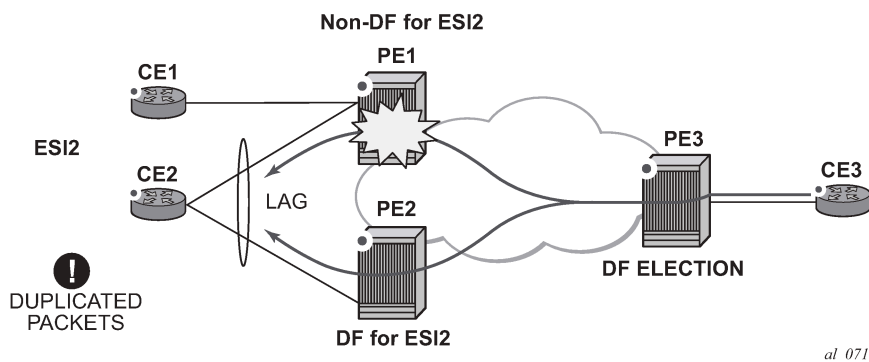 Non-DF for ESI2
PE1
CE1
ESI2
CE2
LAG
PE2
PE3
CE3
DF ELECTION
!
DUPLICATED
PACKETS
DF for ESI2
al_071